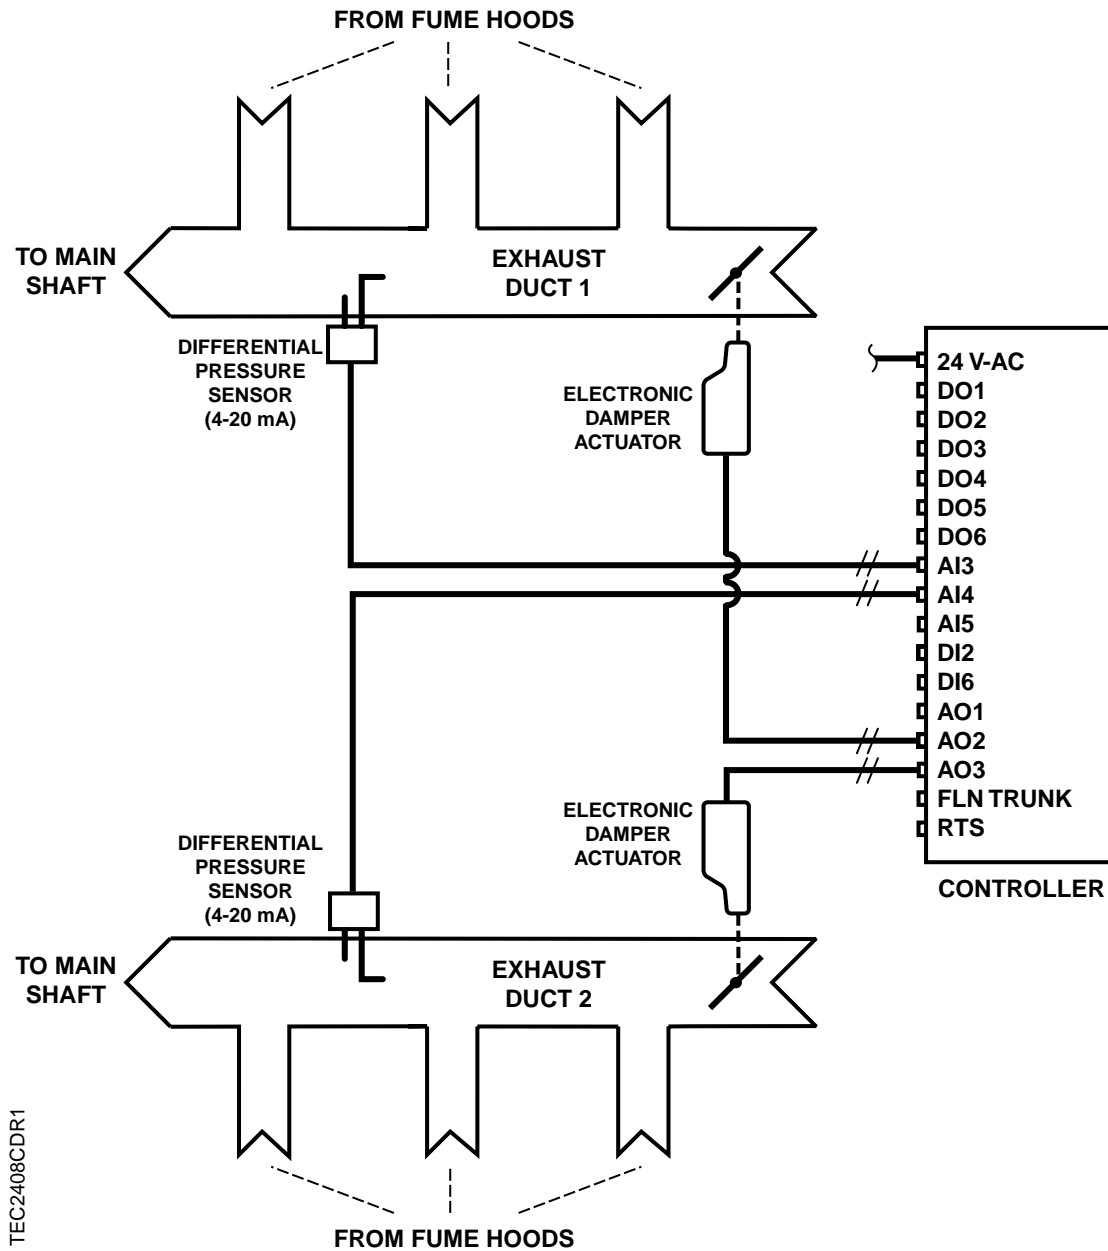 FROM FUME HOODS
TO MAIN
SHAFT
EXHAUST
DUCT 1
DIFFERENTIAL
PRESSURE
SENSOR
(4-20 mA)
ELECTRONIC
DAMPER
ACTUATOR
24 V-AC
DO1
DO2
DO3
DO4
DO5
DO6
AI3
AI4
AI5
DI2
DI6
AO1
AO2
AO3
FLN TRUNK
RTS
CONTROLLER
ELECTRONIC
DAMPER
ACTUATOR
DIFFERENTIAL
PRESSURE
SENSOR
(4-20 mA)
TO MAIN
SHAFT
EXHAUST
DUCT 2
FROM FUME HOODS
TEC2408CDR1